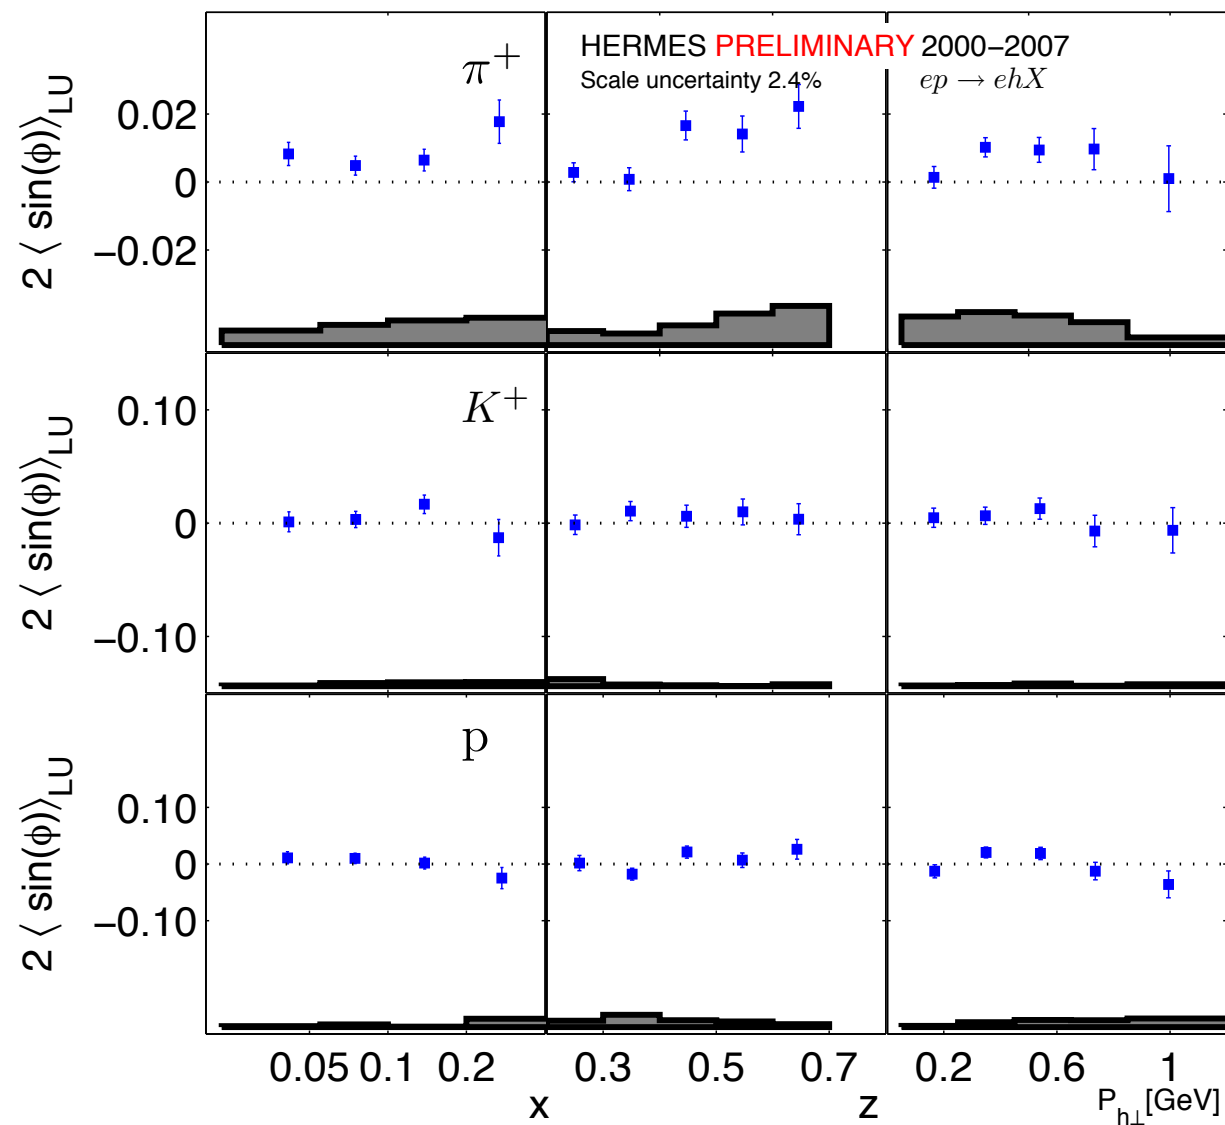 HERMES PRELIMINARY 2000−2007
Scale uncertainty 2.4%
ep → ehX
π+
2 ⟨ sin(ϕ)⟩LU
0.02
0
−0.02
K+
2 ⟨ sin(ϕ)⟩LU
0.10
0
−0.10
p
2 ⟨ sin(ϕ)⟩LU
0.10
0
−0.10
0.05 0.1 0.2
0.3 0.5 0.7
0.2 0.6 1
x
z
Ph⊥[GeV]